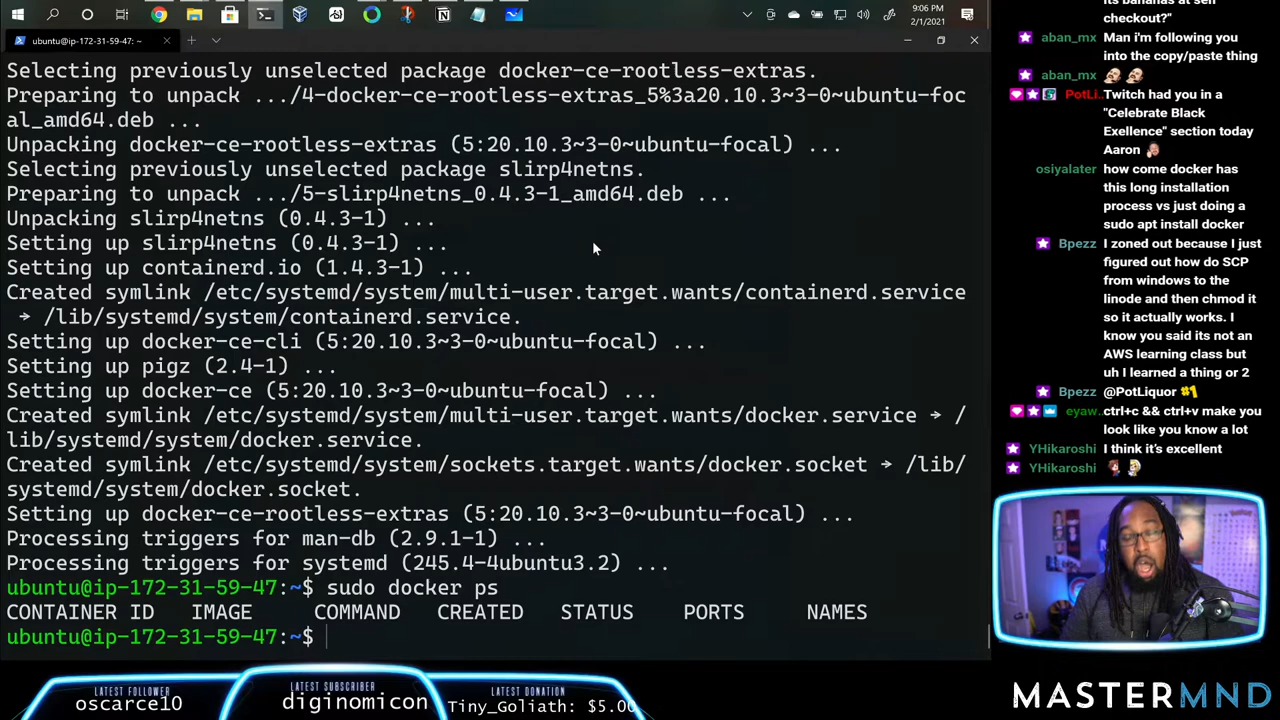 9:06 PM
2/1/2021
ubuntu@ip-172-31-59-47: ~
Selecting previously unselected package docker-ce-rootless-extras.
Preparing to unpack .../4-docker-ce-rootless-extras_5%3a20.10.3~3-0~ubuntu-foc
al_amd64.deb ...
Unpacking docker-ce-rootless-extras (5:20.10.3~3-0~ubuntu-focal) ...
Selecting previously unselected package slirp4netns.
Preparing to unpack .../5-slirp4netns_0.4.3-1_amd64.deb ...
Unpacking slirp4netns (0.4.3-1) ...
Setting up slirp4netns (0.4.3-1) ...
Setting up containerd.io (1.4.3-1) ...
Created symlink /etc/systemd/system/multi-user.target.wants/containerd.service
→ /lib/systemd/system/containerd.service.
Setting up docker-ce-cli (5:20.10.3~3-0~ubuntu-focal) ...
Setting up pigz (2.4-1) ...
Setting up docker-ce (5:20.10.3~3-0~ubuntu-focal) ...
Created symlink /etc/systemd/system/multi-user.target.wants/docker.service → /
lib/systemd/system/docker.service.
Created symlink /etc/systemd/system/sockets.target.wants/docker.socket → /lib/
systemd/system/docker.socket.
Setting up docker-ce-rootless-extras (5:20.10.3~3-0~ubuntu-focal) ...
Processing triggers for man-db (2.9.1-1) ...
Processing triggers for systemd (245.4-4ubuntu3.2) ...
ubuntu@ip-172-31-59-47:~$ sudo docker ps
CONTAINER ID IMAGE COMMAND CREATED STATUS PORTS NAMES
ubuntu@ip-172-31-59-47:~$
its bananas at self
checkout?"
aban_mx Man i'm following you
into the copy/paste thing
aban_mx
PotLi.. Twitch had you in a
"Celebrate Black
Exellence" section today
Aaron
osiyalater how come docker has
this long installation
process vs just doing a
sudo apt install docker
Bpezz I zoned out because I just
figured out how do SCP
from windows to the
linode and then chmod it
so it actually works. I
know you said its not an
AWS learning class but
uh I learned a thing or 2
Bpezz @PotLiquor #1
eyaw.. ctrl+c && ctrl+v make you
look like you know a lot
YHikaroshi I think it's excellent
YHikaroshi
LATEST FOLLOWER
oscarce10
LATEST SUBSCRIBER
diginomicon
LATEST DONATION
Tiny_Goliath: $5.00
MASTERMND